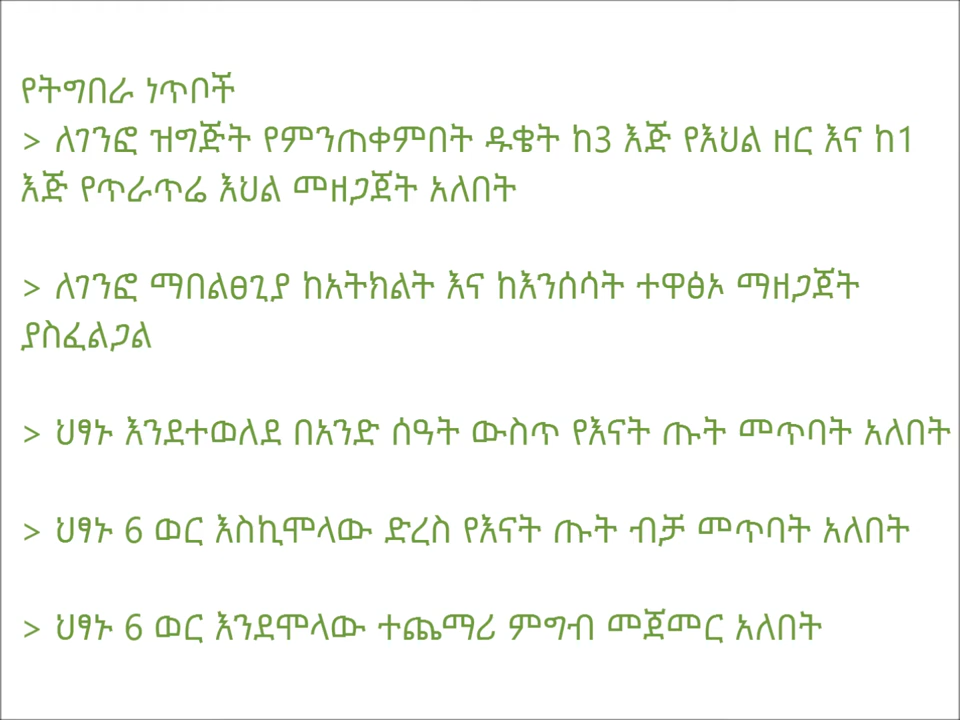 የትግበራ ነጥቦች
> ለገንፎ ዝግጅት የምንጠቀምበት ዱቄት ከ3 እጅ የእህል ዘር እና ከ1
እጅ የጥራጥሬ እህል መዘጋጀት አለበት
> ለገንፎ ማበልፀጊያ ከአትክልት እና ከእንሰሳት ተዋፅኦ ማዘጋጀት
ያስፈልጋል
> ህፃኑ እንደተወለደ በአንድ ሰዓት ውስጥ የእናት ጡት መጥባት አለበት
> ህፃኑ 6 ወር እስኪሞላው ድረስ የእናት ጡት ብቻ መጥባት አለበት
> ህፃኑ 6 ወር እንደሞላው ተጨማሪ ምግብ መጀመር አለበት